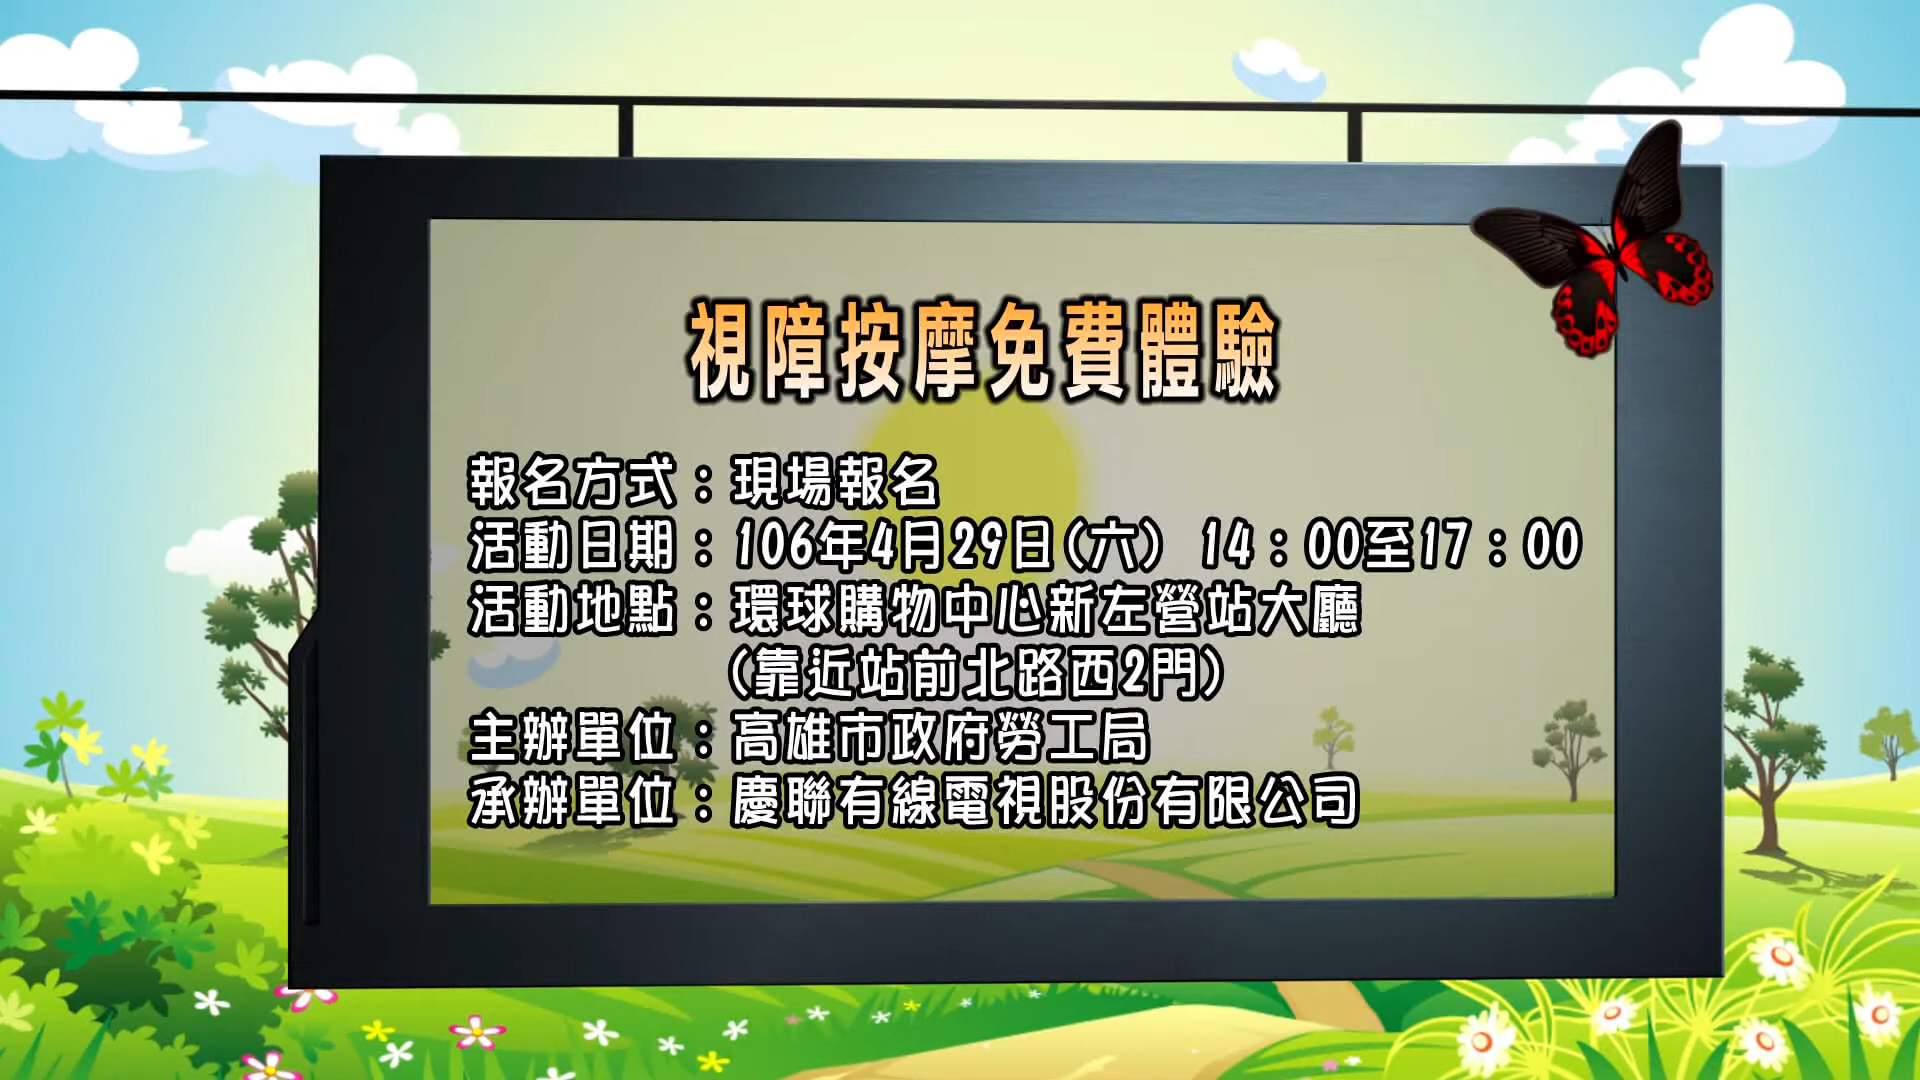 視障按摩免費體驗
報名方式：現場報名
活動日期：106年4月29日(六) 14：00至17：00
活動地點：環球購物中心新左營站大廳
(靠近站前北路西2門)
主辦單位：高雄市政府勞工局
承辦單位：慶聯有線電視股份有限公司